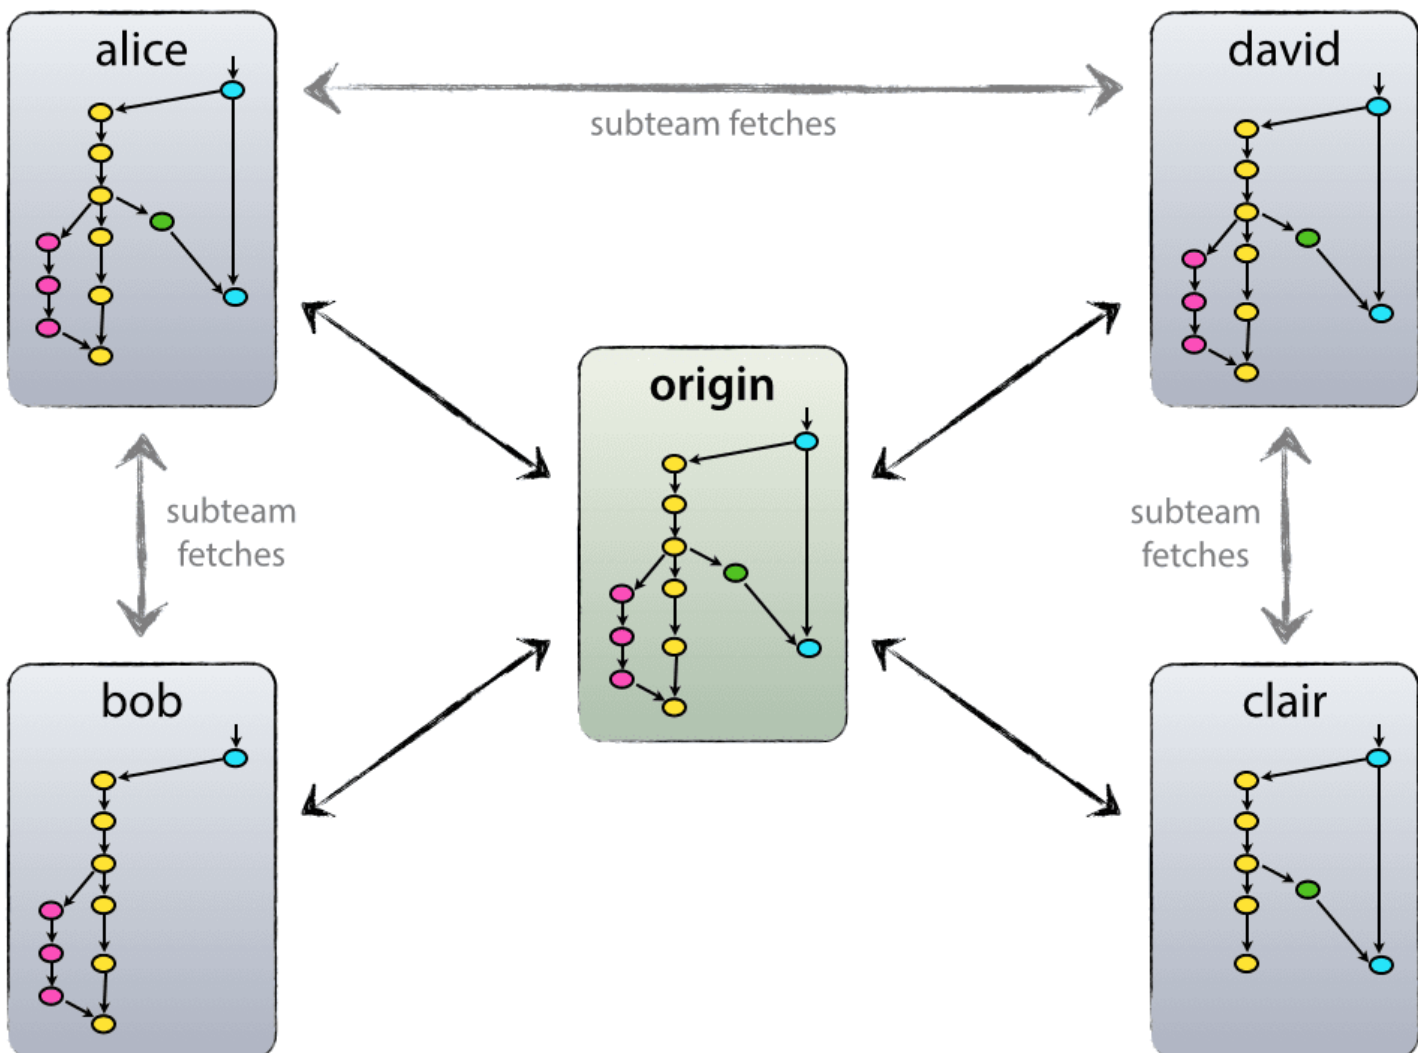 alice
david
subteam fetches
origin
subteam
fetches
subteam
fetches
bob
clair